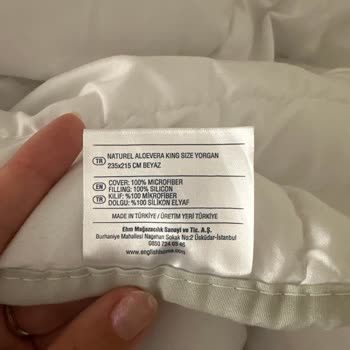 TR NATUREL ALOEVERA KING SIZE YORGAN
235x215 CM BEYAZ
EN COVER: 100% MICROFIBER
FILLING: 100% SILICON
TR KILIF: %100 MİKROFİBER
DOLGU: %100 SİLİKON ELYAF
MADE IN TÜRKİYE / ÜRETİM YERİ TÜRKİYE
Ehm Mağazacılık Sanayi ve Tic. A.Ş.
Burhaniye Mahallesi Nagehan Sokak No:2 Üsküdar-İstanbul
0850 724
www.englishhome.com